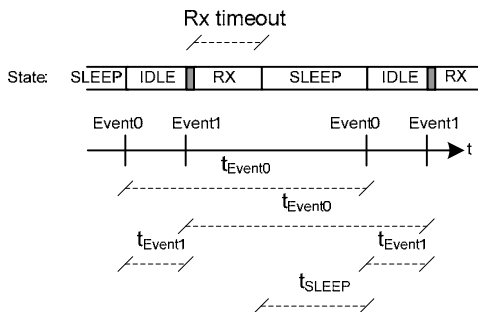 Rx timeout
State: SLEEP IDLE RX SLEEP IDLE RX
Event0 Event1 Event0 Event1
t
tEvent0
tEvent0
tEvent1 tEvent1
tSLEEP